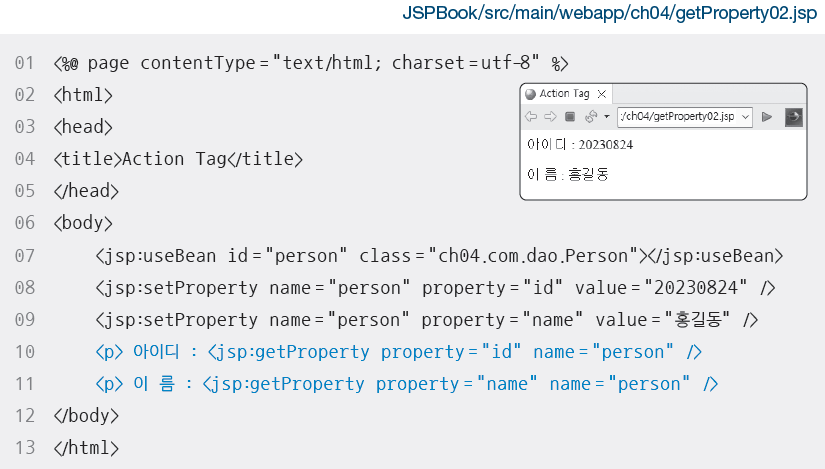 JSPBook/src/main/webapp/ch04/getProperty02.jsp
01 <%@ page contentType="text/html; charset=utf-8" %>
02 <html>
03 <head>
04 <title>Action Tag</title>
05 </head>
06 <body>
07 <jsp:useBean id="person" class="ch04.com.dao.Person"></jsp:useBean>
08 <jsp:setProperty name="person" property="id" value="20230824" />
09 <jsp:setProperty name="person" property="name" value="홍길동" />
10 <p> 아이디 : <jsp:getProperty property="id" name="person" />
11 <p> 이 름 : <jsp:getProperty property="name" name="person" />
12 </body>
13 </html>
Action Tag
:/ch04/getProperty02.jsp
아이디 : 20230824
이 름 : 홍길동